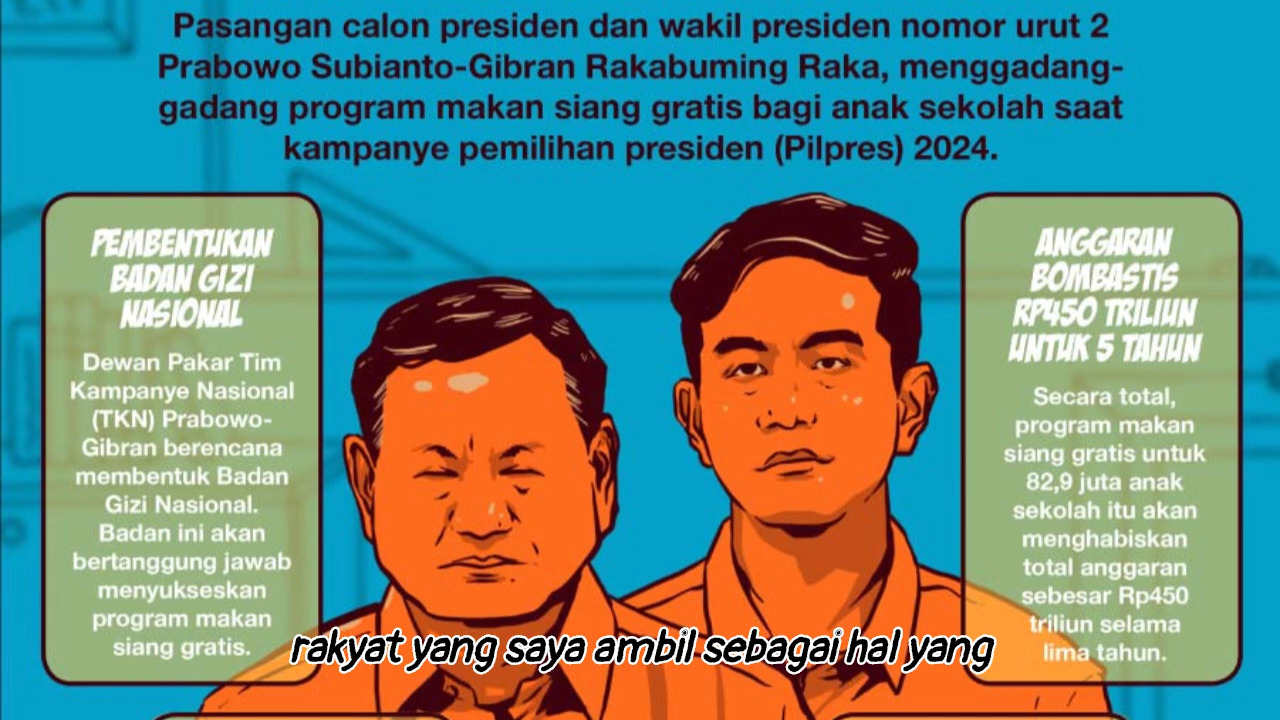 Pasangan calon presiden dan wakil presiden nomor urut 2
Prabowo Subianto-Gibran Rakabuming Raka, menggadang-
gadang program makan siang gratis bagi anak sekolah saat
kampanye pemilihan presiden (Pilpres) 2024.
PEMBENTUKAN
BADAN GIZI
NASIONAL
Dewan Pakar Tim
Kampanye Nasional
(TKN) Prabowo-
Gibran berencana
membentuk Badan
Gizi Nasional.
Badan ini akan
bertanggung jawab
menyukseskan
program makan
siang gratis.
ANGGARAN
BOMBASTIS
RP450 TRILIUN
UNTUK 5 TAHUN
Secara total,
program makan
siang gratis untuk
82,9 juta anak
sekolah itu akan
menghabiskan
total anggaran
sebesar Rp450
triliun selama
lima tahun.
rakyat yang saya ambil sebagai hal yang